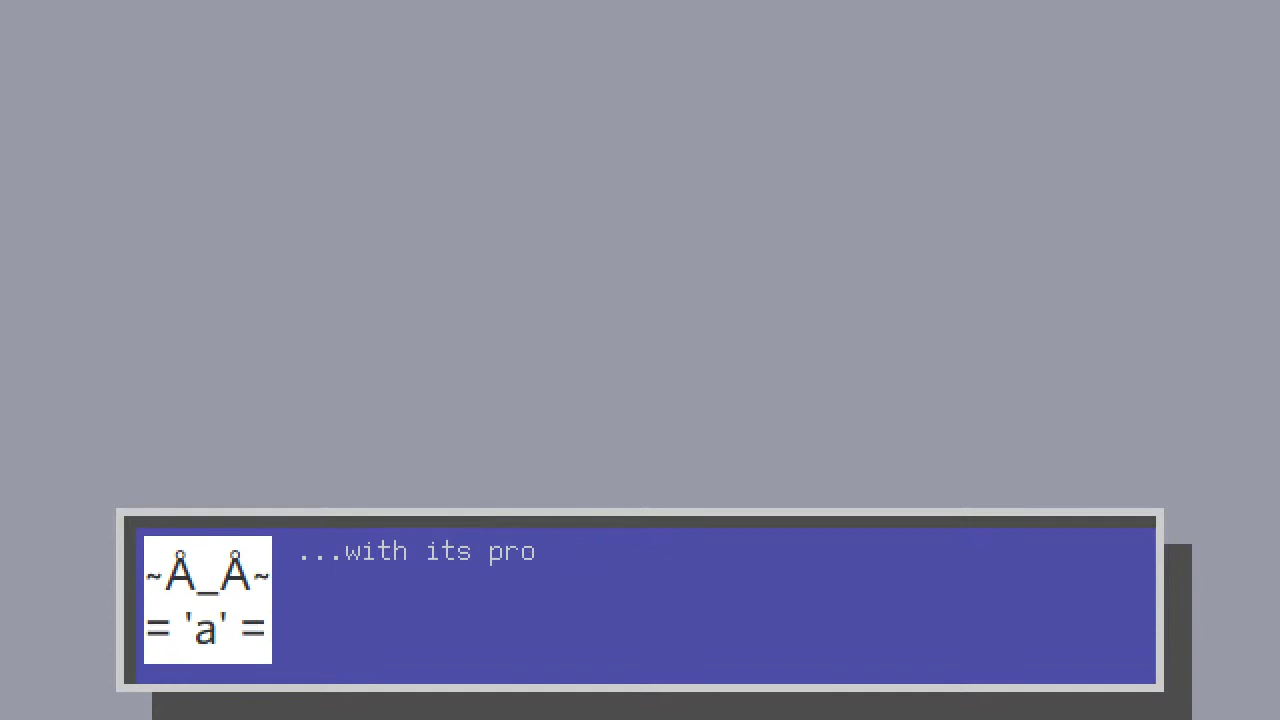 ~Å_Å~
= 'a' =
...with its pro